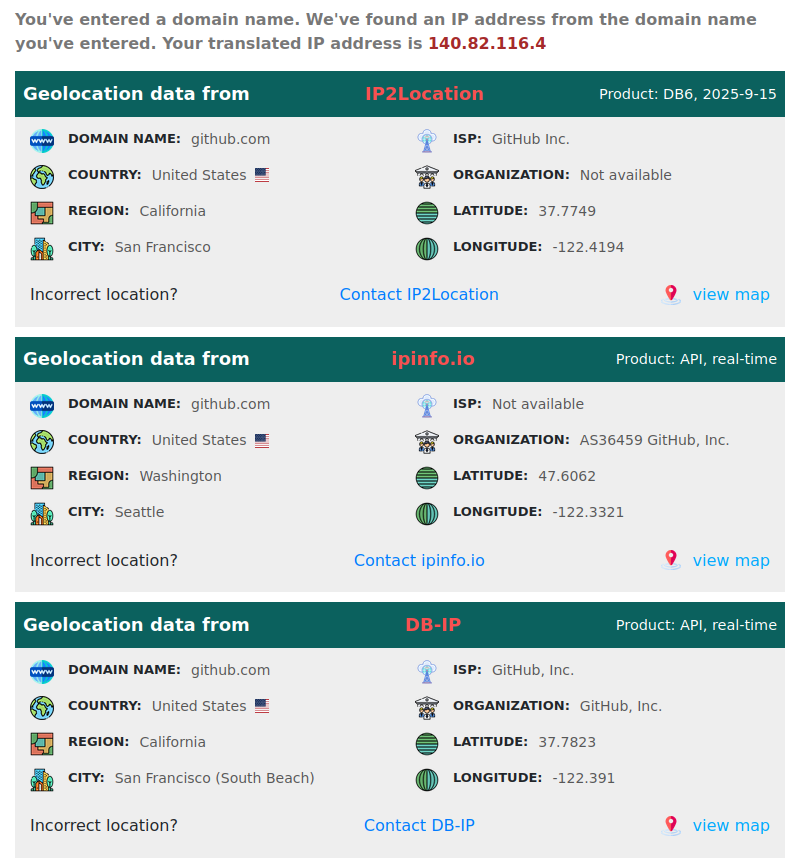 You've entered a domain name. We've found an IP address from the domain name
you've entered. Your translated IP address is 140.82.116.4
Geolocation data from IP2Location Product: DB6, 2025-9-15
DOMAIN NAME: github.com ISP: GitHub Inc.
COUNTRY: United States ORGANIZATION: Not available
REGION: California LATITUDE: 37.7749
CITY: San Francisco LONGITUDE: -122.4194
Incorrect location? Contact IP2Location view map
Geolocation data from ipinfo.io Product: API, real-time
DOMAIN NAME: github.com ISP: Not available
COUNTRY: United States ORGANIZATION: AS36459 GitHub, Inc.
REGION: Washington LATITUDE: 47.6062
CITY: Seattle LONGITUDE: -122.3321
Incorrect location? Contact ipinfo.io view map
Geolocation data from DB-IP Product: API, real-time
DOMAIN NAME: github.com ISP: GitHub, Inc.
COUNTRY: United States ORGANIZATION: GitHub, Inc.
REGION: California LATITUDE: 37.7823
CITY: San Francisco (South Beach) LONGITUDE: -122.391
Incorrect location? Contact DB-IP view map